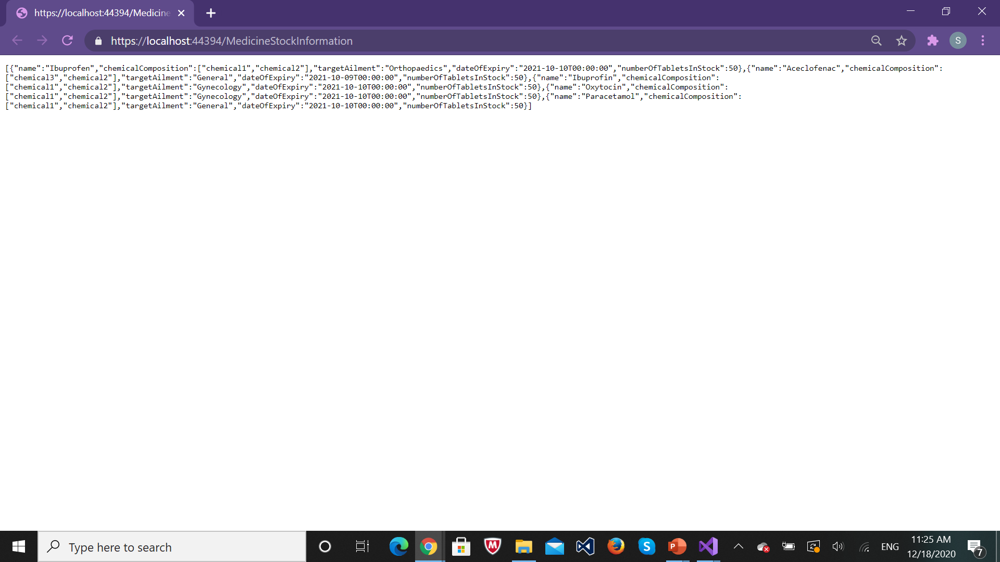 https://localhost:44394/Medicine
https://localhost:44394/MedicineStockInformation
S
[{"name":"Ibuprofen","chemicalComposition":["chemical1","chemical2"],"targetAilment":"Orthopaedics","dateOfExpiry":"2021-10-10T00:00:00","numberOfTabletsInStock":50},{"name":"Aceclofenac","chemicalComposition":
["chemical3","chemical2"],"targetAilment":"General","dateOfExpiry":"2021-10-09T00:00:00","numberOfTabletsInStock":50},{"name":"Ibuprofin","chemicalComposition":
["chemical1","chemical2"],"targetAilment":"Gynecology","dateOfExpiry":"2021-10-10T00:00:00","numberOfTabletsInStock":50},{"name":"Oxytocin","chemicalComposition":
["chemical1","chemical2"],"targetAilment":"Gynecology","dateOfExpiry":"2021-10-10T00:00:00","numberOfTabletsInStock":50},{"name":"Paracetamol","chemicalComposition":
["chemical1","chemical2"],"targetAilment":"General","dateOfExpiry":"2021-10-10T00:00:00","numberOfTabletsInStock":50}]
Type here to search
ENG
11:25 AM
12/18/2020
7